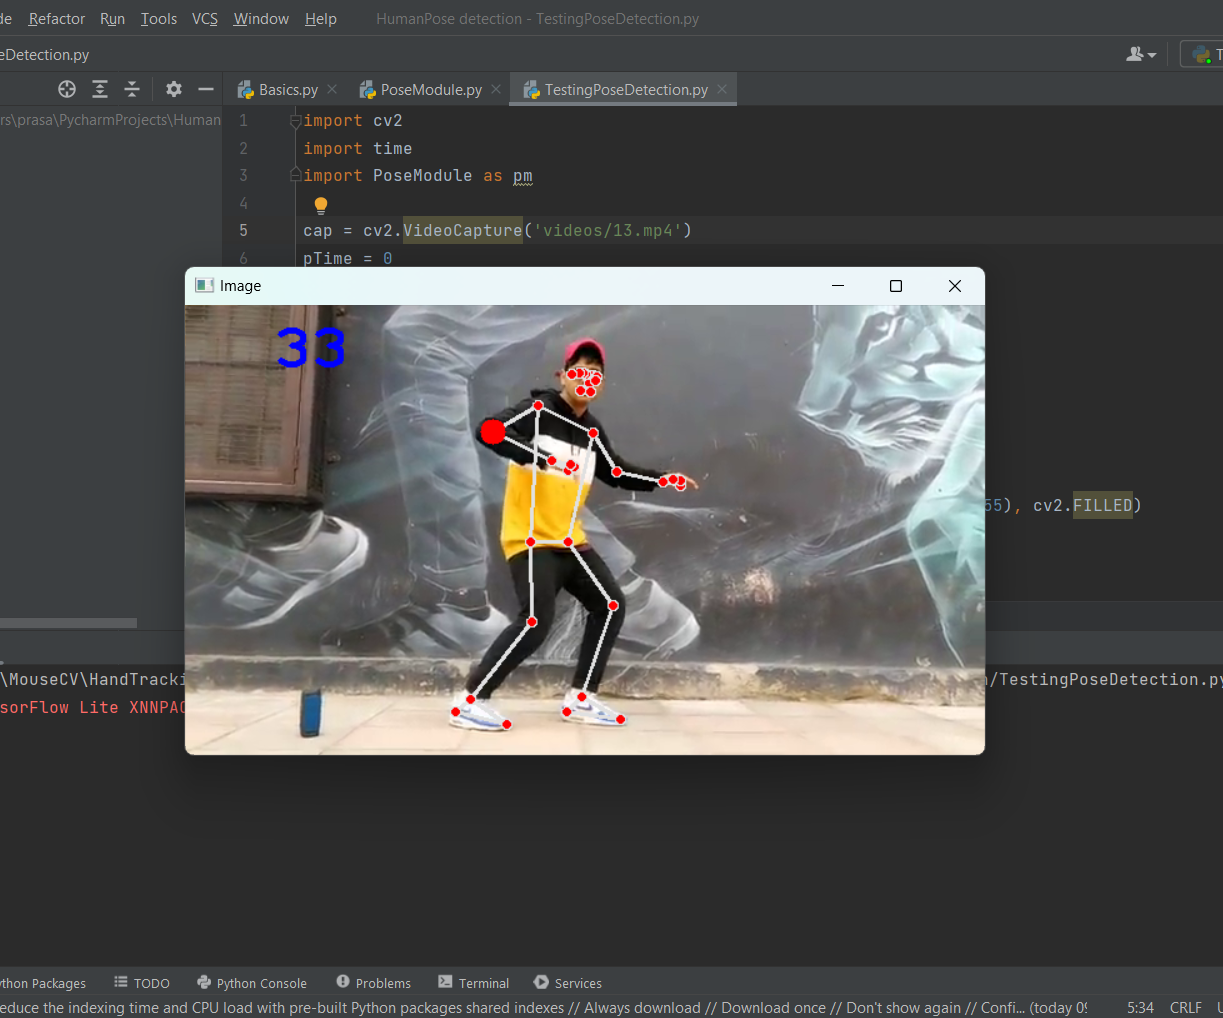 Refactor Run Tools VCS Window Help HumanPose detection - TestingPoseDetection.py
eDetection.py
Basics.py PoseModule.py TestingPoseDetection.py
rs\prasa\PycharmProjects\Human
1 import cv2
2 import time
3 import PoseModule as pm
4
5 cap = cv2.VideoCapture('videos/13.mp4')
6 pTime = 0
Image
33
55), cv2.FILLED)
\MouseCV\HandTracki /TestingPoseDetection.py
sorFlow Lite XNNPAC
ython Packages TODO Python Console Problems Terminal Services
educe the indexing time and CPU load with pre-built Python packages shared indexes // Always download // Download once // Don't show again // Confi... (today 09 5:34 CRLF